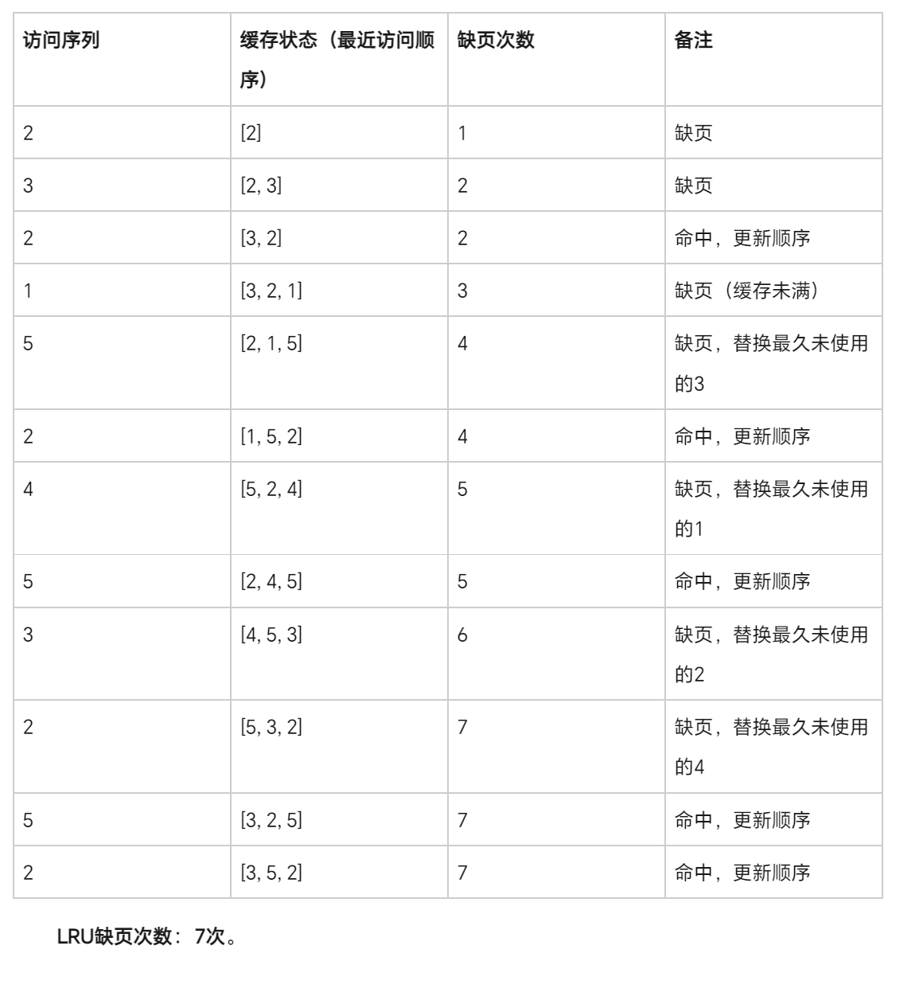 访问序列 缓存状态（最近访问顺 缺页次数 备注
序）
2 [2] 1 缺页
3 [2, 3] 2 缺页
2 [3, 2] 2 命中，更新顺序
1 [3, 2, 1] 3 缺页（缓存未满）
5 [2, 1, 5] 4 缺页，替换最久未使用
的3
2 [1, 5, 2] 4 命中，更新顺序
4 [5, 2, 4] 5 缺页，替换最久未使用
的1
5 [2, 4, 5] 5 命中，更新顺序
3 [4, 5, 3] 6 缺页，替换最久未使用
的2
2 [5, 3, 2] 7 缺页，替换最久未使用
的4
5 [3, 2, 5] 7 命中，更新顺序
2 [3, 5, 2] 7 命中，更新顺序
LRU缺页次数：7次。